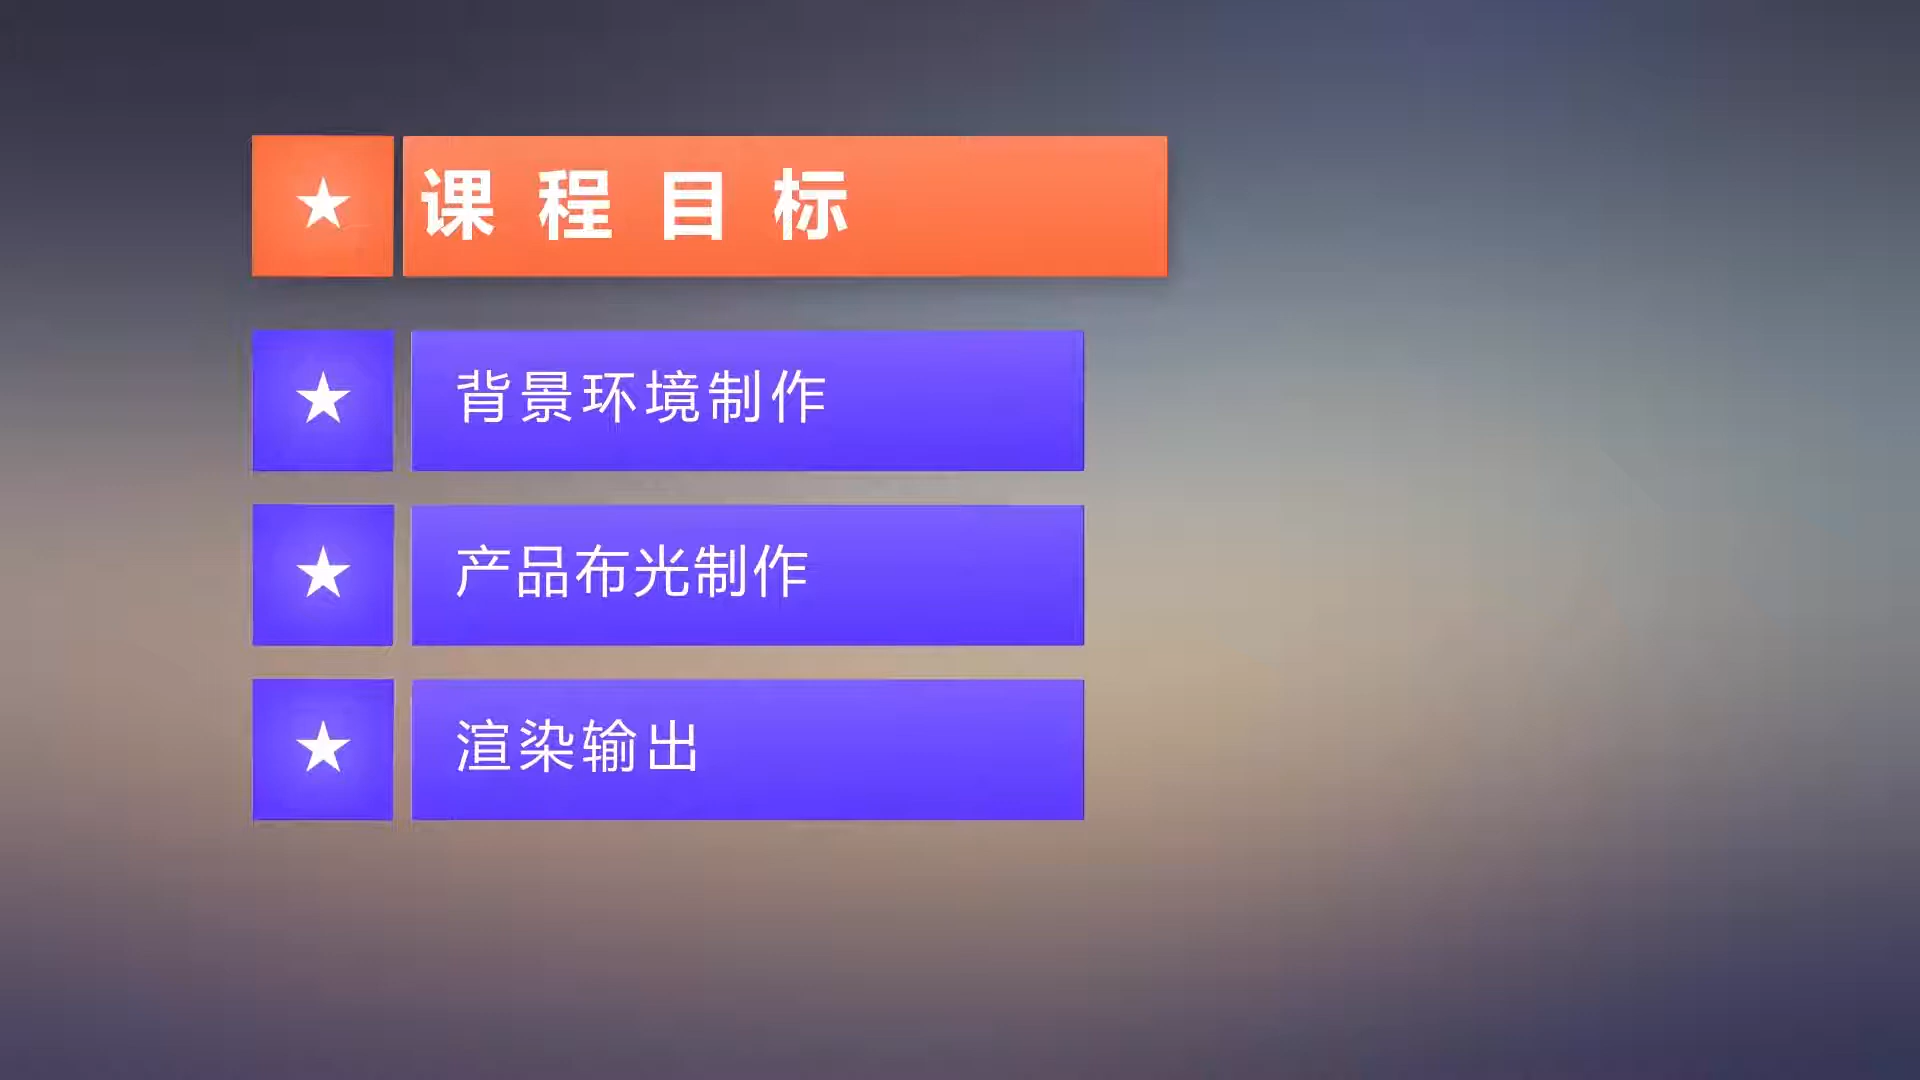 ★ 课程目标
★ 背景环境制作
★ 产品布光制作
★ 渲染输出